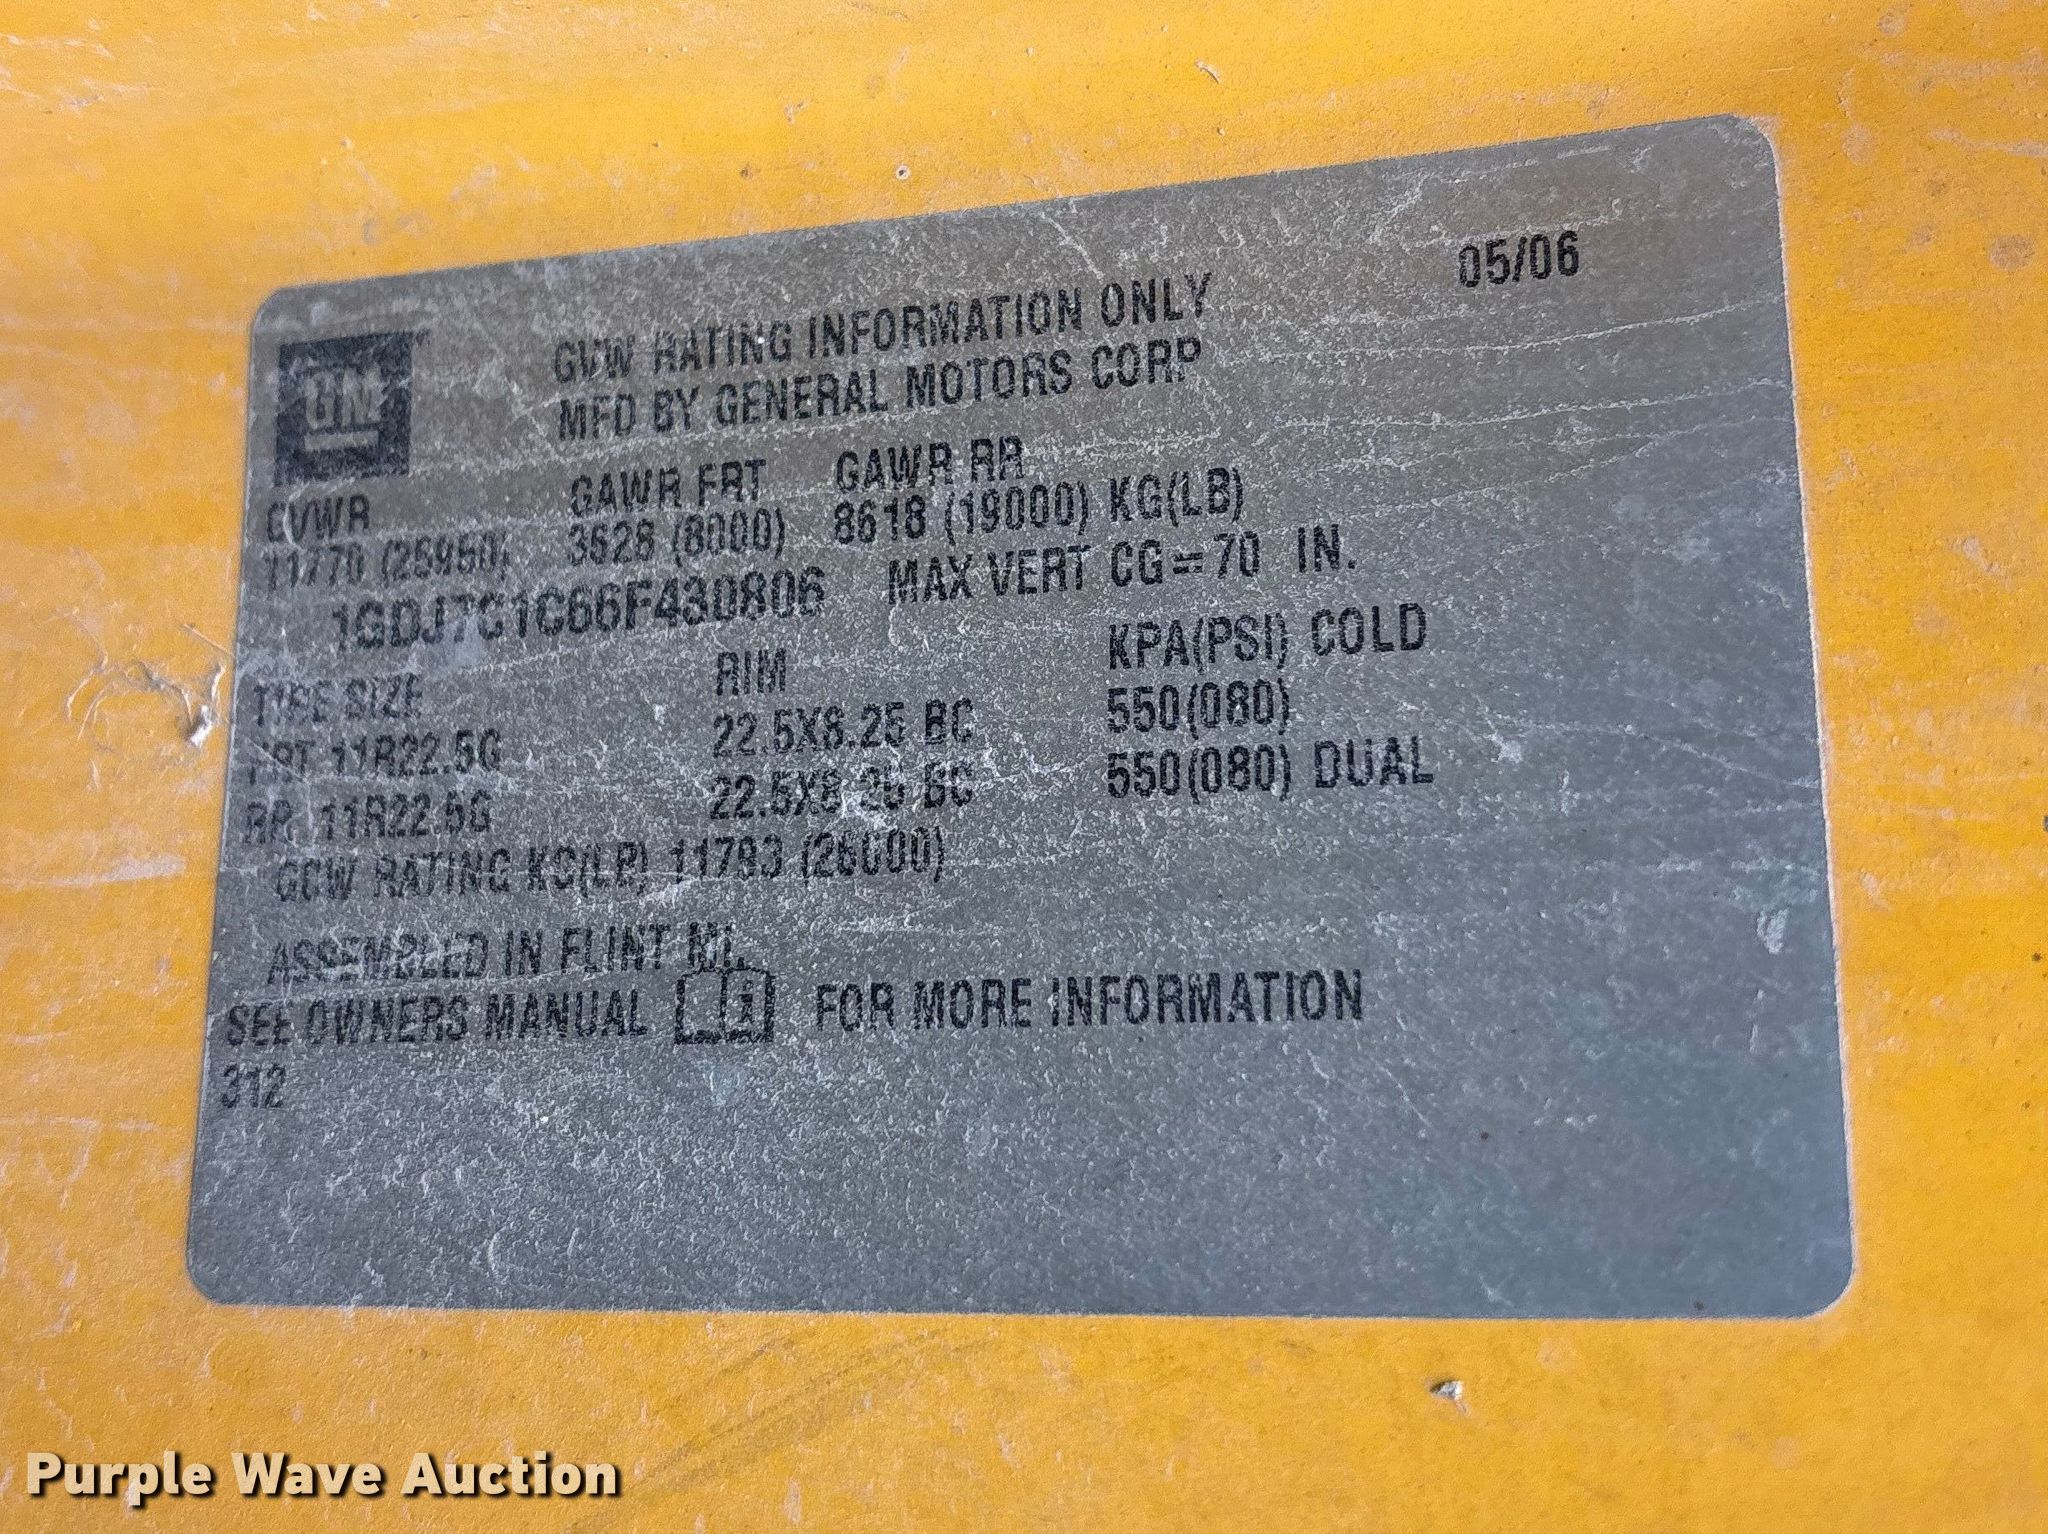 05/06
GM
GVW RATING INFORMATION ONLY
MFD BY GENERAL MOTORS CORP
GVWR GAWR FRT GAWR RR
11770 (25950) 3628 (8000) 8618 (19000) KG(LB)
1GDJ7C1C66F430806 MAX VERT CG=70 IN.
TIRE SIZE RIM KPA(PSI) COLD
FRT 11R22.5G 22.5X8.25 BC 550(080)
RR 11R22.5G 22.5X8.25 BC 550(080) DUAL
GCW RATING KG(LB) 11793 (26000)
ASSEMBLED IN FLINT MI.
SEE OWNERS MANUAL i FOR MORE INFORMATION
312
Purple Wave Auction